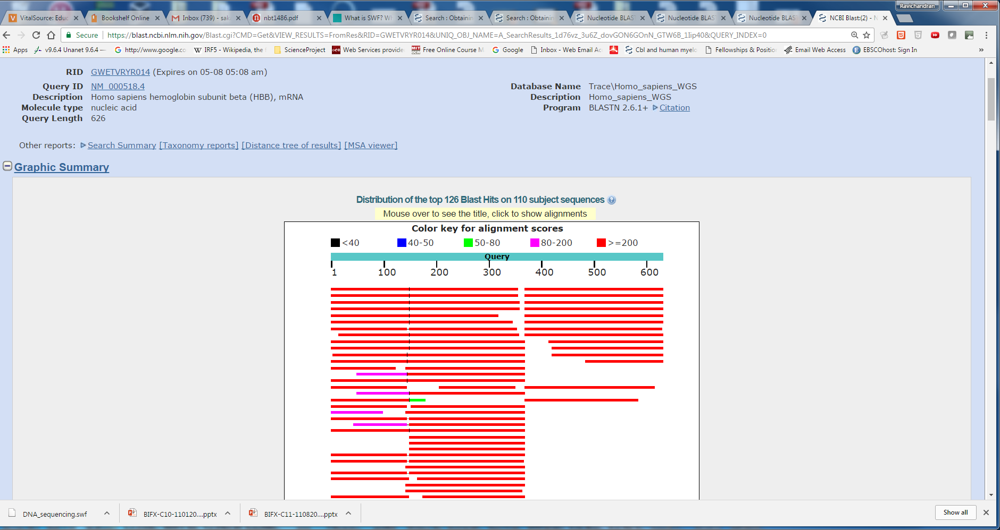 Ravichandran
VitalSource: Educ
Bookshelf Online
Inbox (739) - sak
nbt1486.pdf
What is SWF? Wh
Search : Obtainin
Search : Obtainin
Nucleotide BLAS
Nucleotide BLAS
Nucleotide BLAS
NCBI Blast:(2) - N
Secure
https://blast.ncbi.nlm.nih.gov/Blast.cgi?CMD=Get&VIEW_RESULTS=FromRes&RID=GWETVRYR014&UNIQ_OBJ_NAME=A_SearchResults_1d76vz_3u6Z_dovGON6GOnN_GTW6B_1Iip40&QUERY_INDEX=0
Apps
v9.6.4 Unanet 9.6.4 —
http://www.google.co
IRF5 - Wikipedia, the f
ScienceProject
Web Services provide
Free Online Course M
Google
Inbox - Web Email Ac
Cbl and human myelo
Fellowships & Positio
Email Web Access
EBSCOhost: Sign In
»
RID GWETVRYR014 (Expires on 05-08 05:08 am)
Query ID NM_000518.4
Description Homo sapiens hemoglobin subunit beta (HBB), mRNA
Molecule type nucleic acid
Query Length 626
Database Name Trace\Homo_sapiens_WGS
Description Homo_sapiens_WGS
Program BLASTN 2.6.1+ Citation
Other reports: Search Summary [Taxonomy reports] [Distance tree of results] [MSA viewer]
Graphic Summary
Distribution of the top 126 Blast Hits on 110 subject sequences
Mouse over to see the title, click to show alignments
Color key for alignment scores
<40 40-50 50-80 80-200 >=200
Query
1 100 200 300 400 500 600
DNA_sequencing.swf
BIFX-C10-110120....pptx
BIFX-C11-110820....pptx
Show all